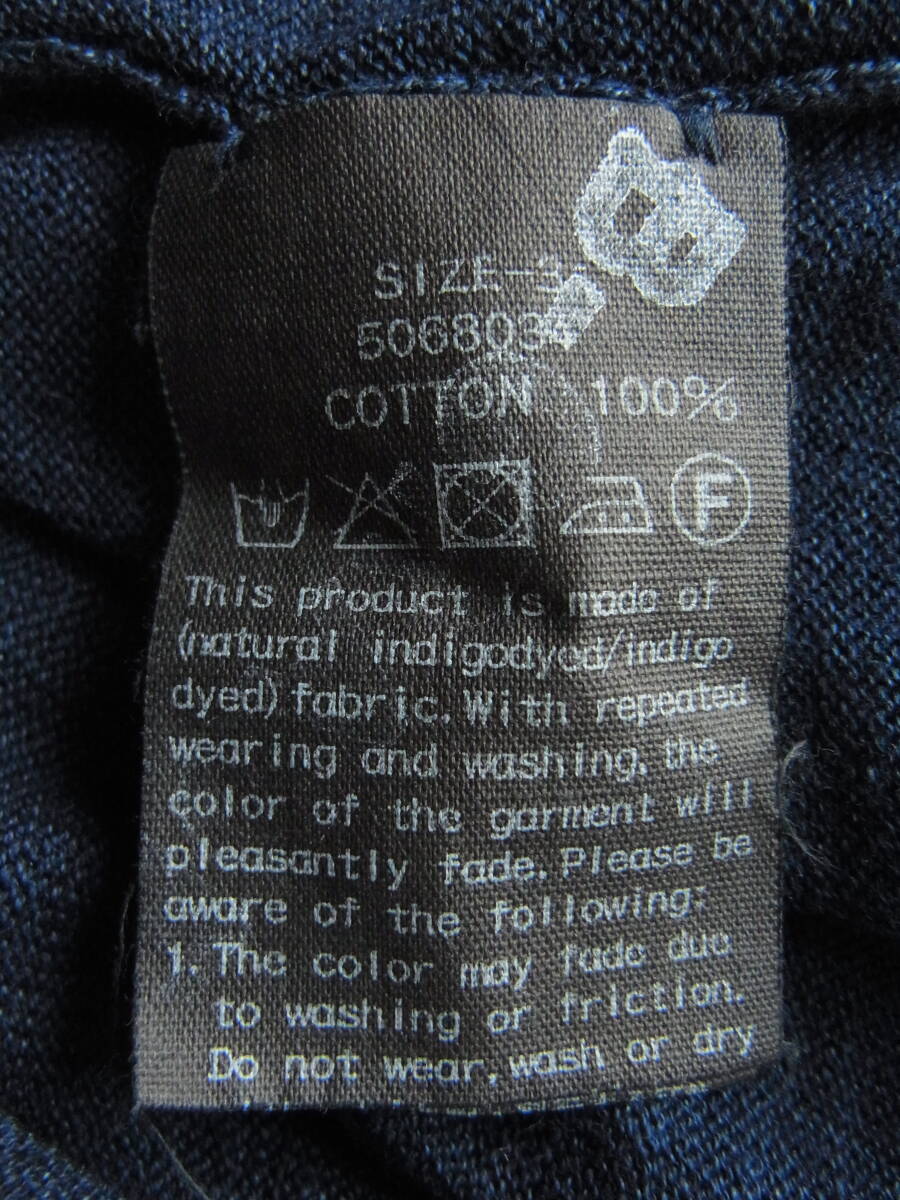 SIZE-3
506803
COTTON 100%
F
This product is made of
(natural indigodyed/indigo
dyed) fabric. With repeated
wearing and washing, the
color of the garment will
pleasantly fade. Please be
aware of the following:
1. The color may fade due
to washing or friction.
Do not wear, wash or dry